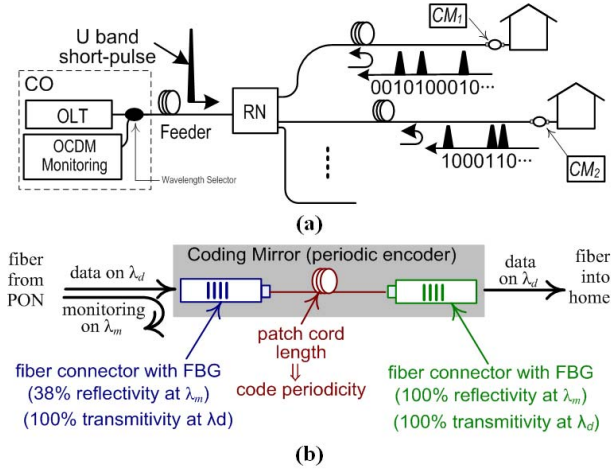 U band
short-pulse
CM1
CO
OLT
OCDM
Monitoring
Wavelength Selector
Feeder
RN
0010100010···
1000110···
CM2
(a)
Coding Mirror (periodic encoder)
fiber
from
PON
data on λd
monitoring
on λm
data on
λd
fiber
into
home
patch cord
length
⇓
code periodicity
fiber connector with FBG
(38% reflectivity at λm)
(100% transmitivity at λd)
fiber connector with FBG
(100% reflectivity at λm)
(100% transmitivity at λd)
(b)